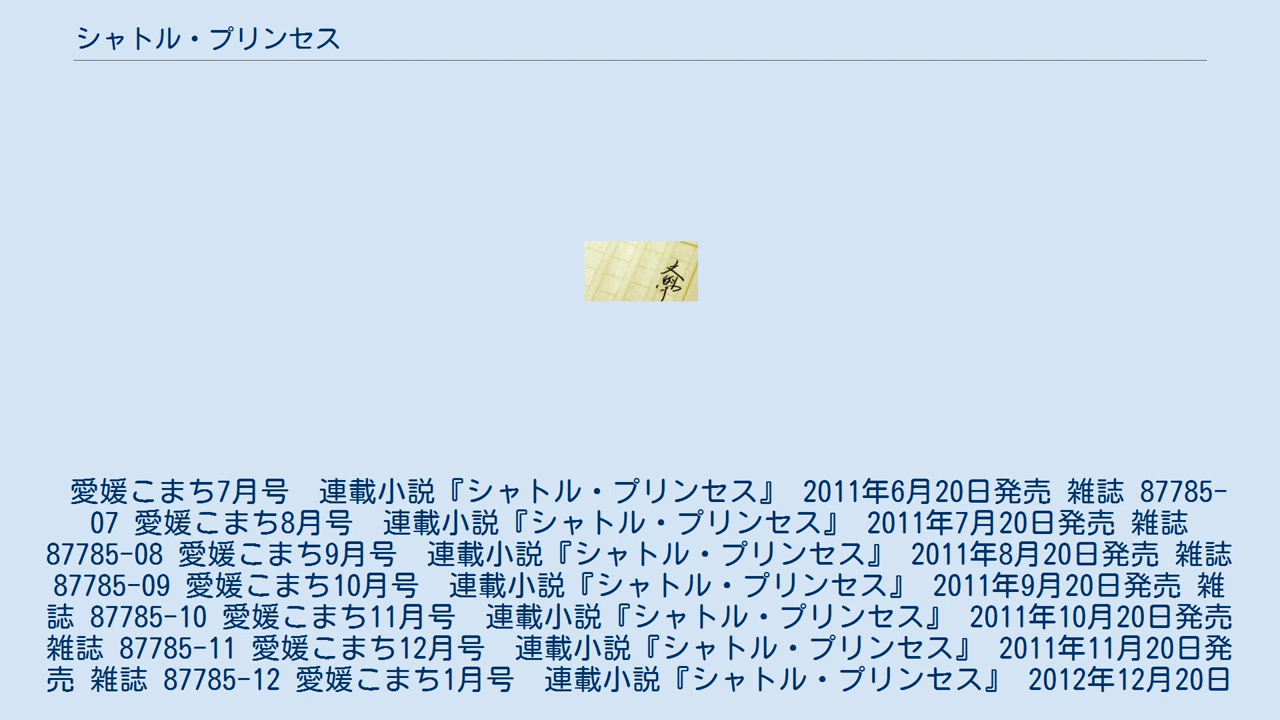 シャトル・プリンセス
愛媛こまち7月号　連載小説『シャトル・プリンセス』 2011年6月20日発売 雑誌 87785-
07 愛媛こまち8月号　連載小説『シャトル・プリンセス』 2011年7月20日発売 雑誌
87785-08 愛媛こまち9月号　連載小説『シャトル・プリンセス』 2011年8月20日発売 雑誌
87785-09 愛媛こまち10月号　連載小説『シャトル・プリンセス』 2011年9月20日発売 雑
誌 87785-10 愛媛こまち11月号　連載小説『シャトル・プリンセス』 2011年10月20日発売
雑誌 87785-11 愛媛こまち12月号　連載小説『シャトル・プリンセス』 2011年11月20日発
売 雑誌 87785-12 愛媛こまち1月号　連載小説『シャトル・プリンセス』 2012年12月20日